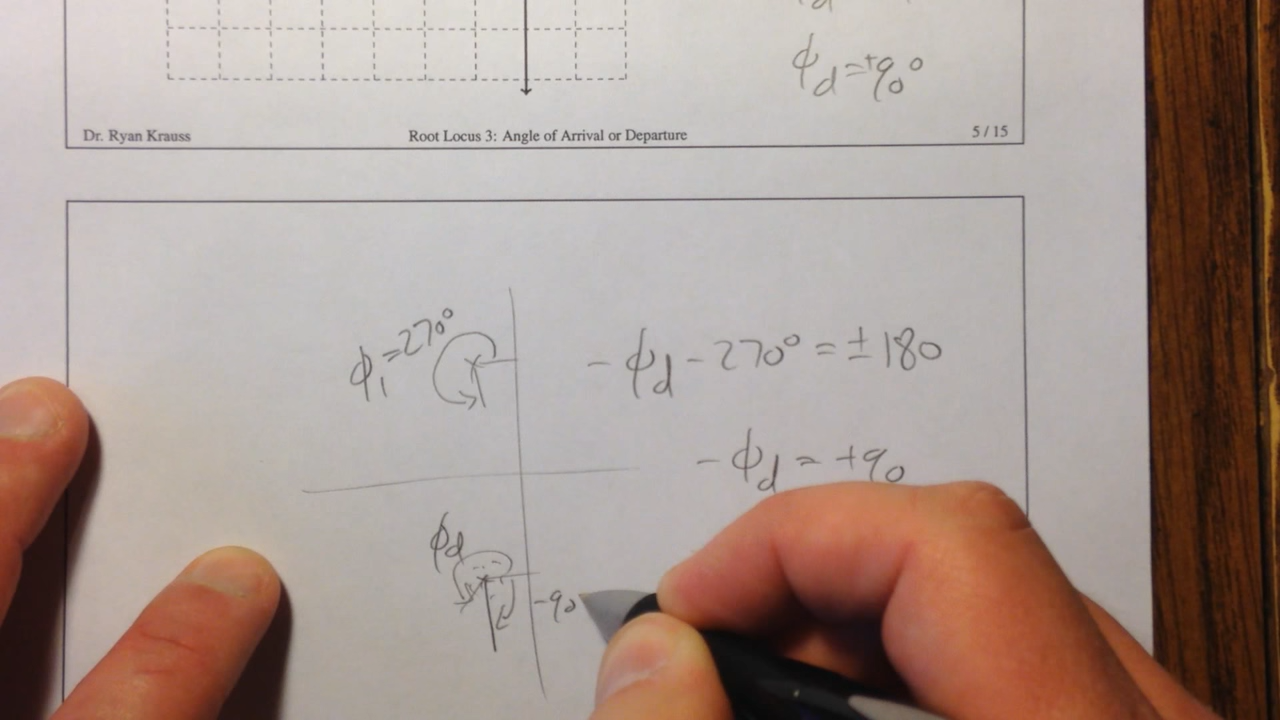 ϕd=+90°
Dr. Ryan Krauss
Root Locus 3: Angle of Arrival or Departure
5 / 15
ϕ1=270°
-ϕd-270°=±180
-ϕd=+90
ϕd
-90